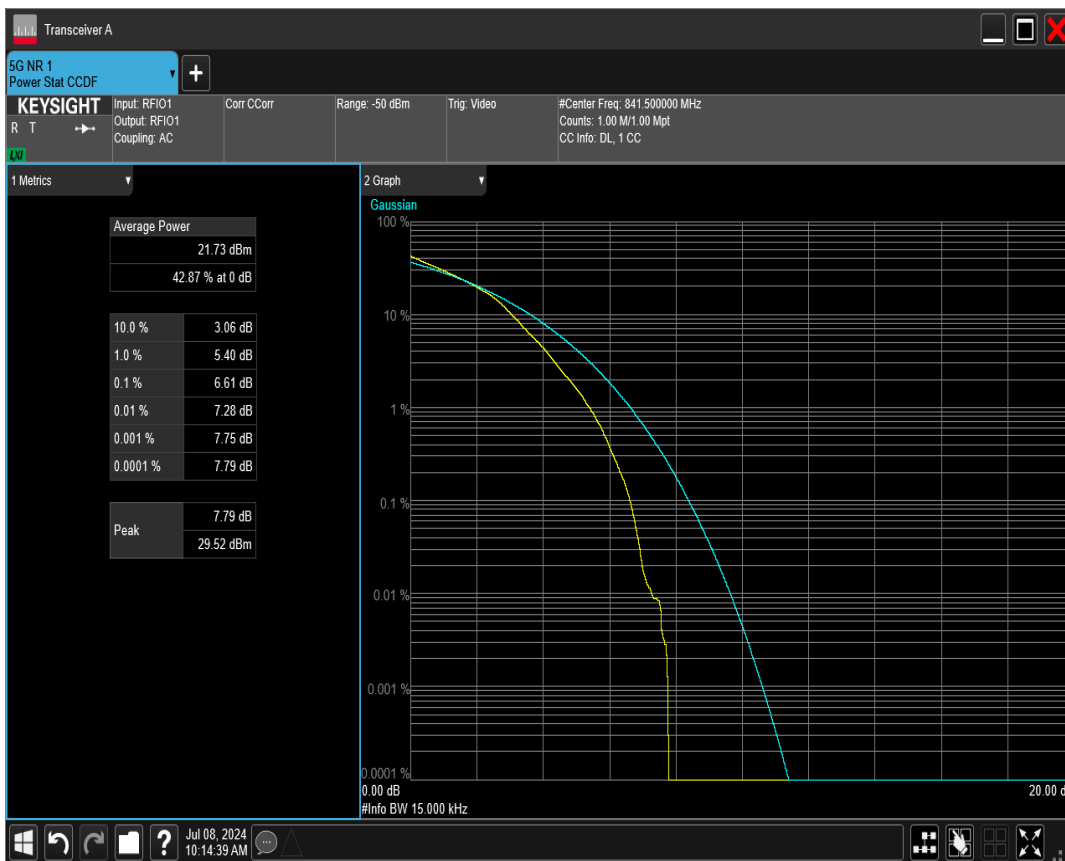 Transceiver A
5G NR 1
Power Stat CCDF
KEYSIGHT
R T
LXI
Input: RFIO1
Output: RFIO1
Coupling: AC
Corr CCorr
Range: -50 dBm
Trig: Video
#Center Freq: 841.500000 MHz
Counts: 1.00 M/1.00 Mpt
CC Info: DL, 1 CC
1 Metrics
Average Power
21.73 dBm
42.87 % at 0 dB
10.0 % 3.06 dB
1.0 % 5.40 dB
0.1 % 6.61 dB
0.01 % 7.28 dB
0.001 % 7.75 dB
0.0001 % 7.79 dB
Peak
7.79 dB
29.52 dBm
2 Graph
Gaussian
100 %
10 %
1 %
0.1 %
0.01 %
0.001 %
0.0001 %
0.00 dB
20.00 d
#Info BW 15.000 kHz
?
Jul 08, 2024
10:14:39 AM